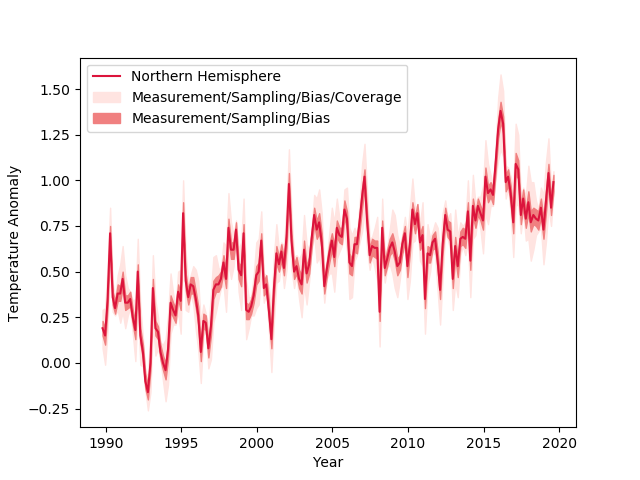 Northern Hemisphere
Measurement/Sampling/Bias/Coverage
Measurement/Sampling/Bias
1.50
1.25
1.00
0.75
0.50
0.25
0.00
−0.25
Temperature Anomaly
1990 1995 2000 2005 2010 2015 2020
Year